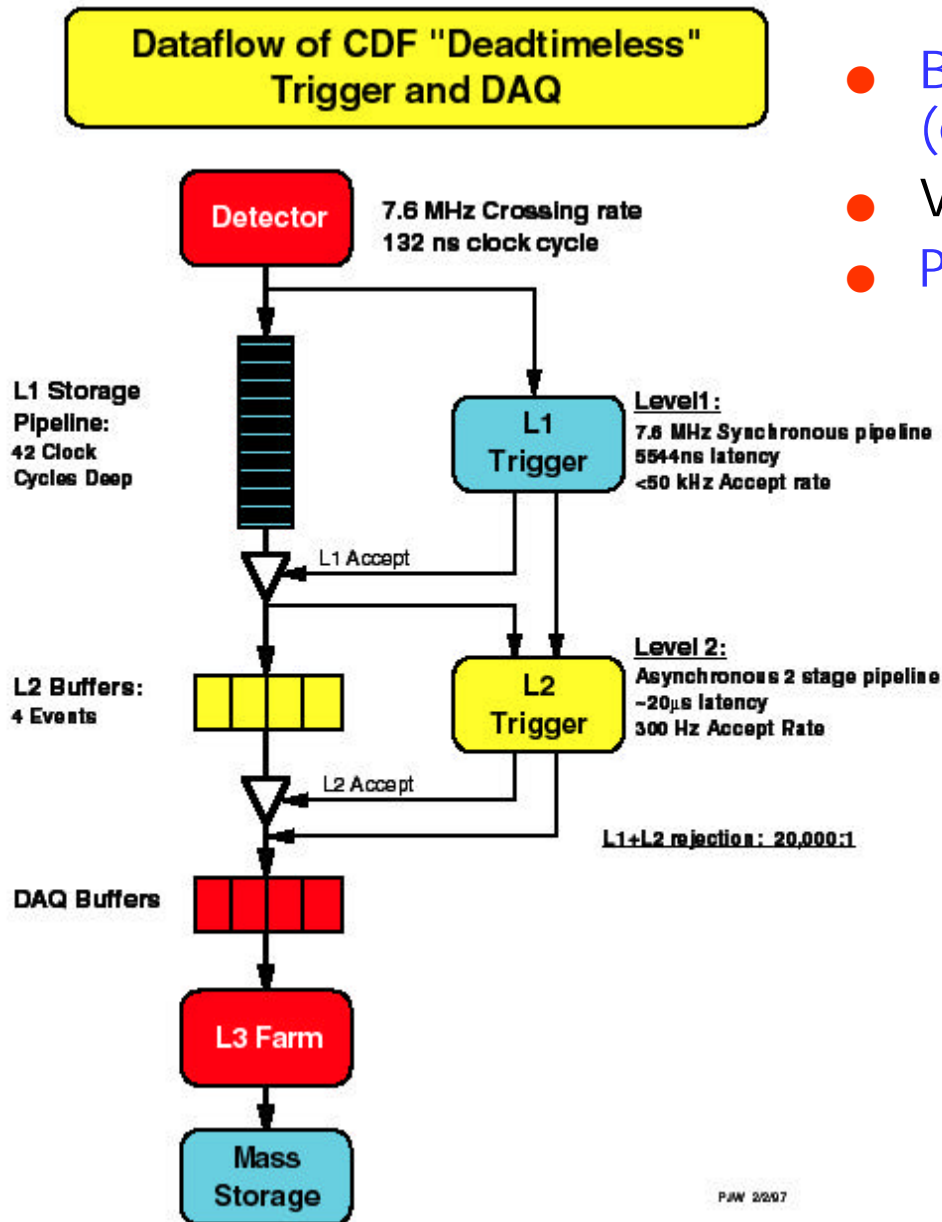 Dataflow of CDF "Deadtimeless"
Trigger and DAQ
Detector
7.6 MHz Crossing rate
132 ns clock cycle
L1 Storage
Pipeline:
42 Clock
Cycles Deep
L1
Trigger
Level1:
7.6 MHz Synchronous pipeline
5544ns latency
<50 kHz Accept rate
L1 Accept
L2 Buffers:
4 Events
L2
Trigger
Level 2:
Asynchronous 2 stage pipeline
~20μs latency
300 Hz Accept Rate
L2 Accept
L1+L2 rejection: 20,000:1
DAQ Buffers
L3 Farm
Mass
Storage
PJW 2/2/97